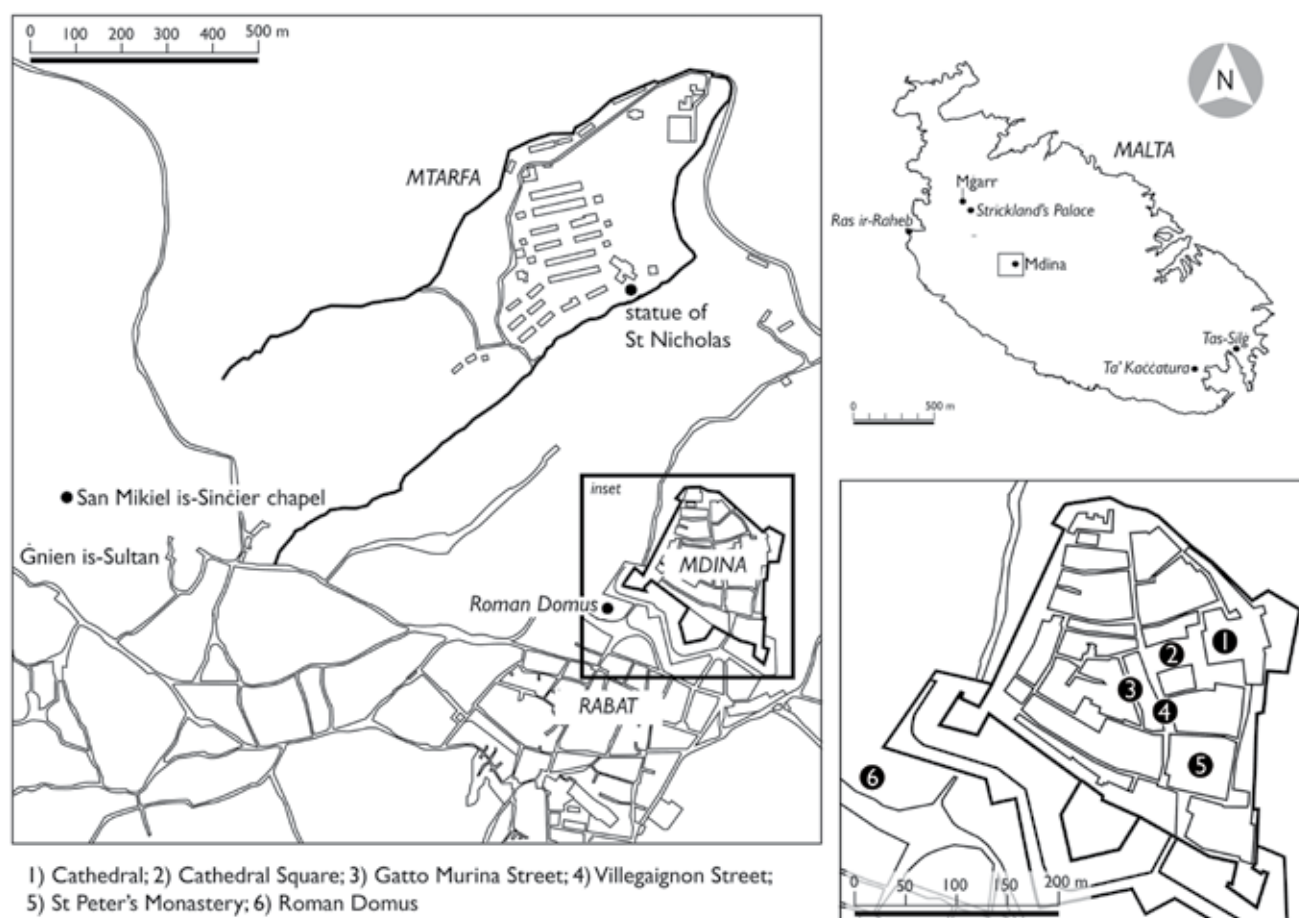 0 100 200 300 400 500 m
MTARFA
statue of
St Nicholas
San Mikiel is-Sinċier chapel
Ġnien is-Sultan
inset
MDINA
Roman Domus
RABAT
N
MALTA
Mgarr
Strickland's Palace
Ras ir-Raheb
Mdina
Tas-Silġ
Ta' Kaċċatura
0 500 m
1
2
3
4
5
6
0 50 100 150 200 m
1) Cathedral; 2) Cathedral Square; 3) Gatto Murina Street; 4) Villegaignon Street;
5) St Peter's Monastery; 6) Roman Domus